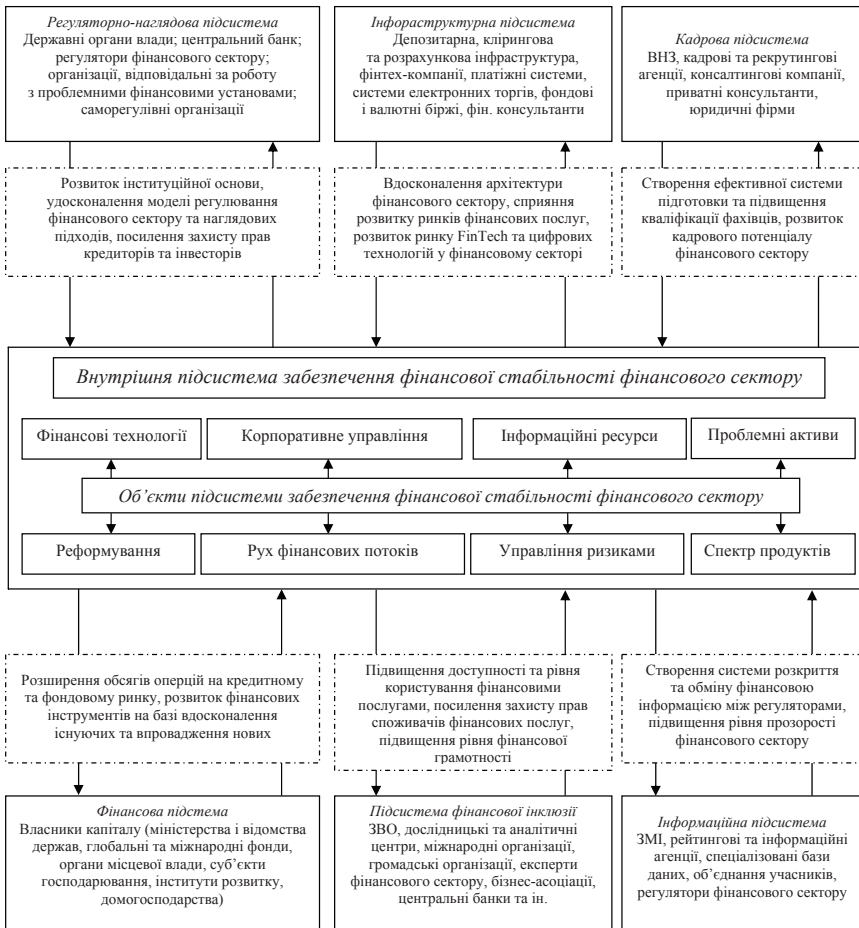 Регуляторно-наглядова підсистема
Державні органи влади; центральний банк;
регулятори фінансового сектору;
організації, відповідальні за роботу
з проблемними фінансовими установами;
саморегулівні організації
Інфораструктурна підсистема
Депозитарна, клірингова
та розрахункова інфраструктура,
фінтех-компанії, платіжні системи,
системи електронних торгів, фондові
і валютні біржі, фін. консультанти
Кадрова підсистема
ВНЗ, кадрові та рекрутингові
агенції, консалтингові компанії,
приватні консультанти,
юридичні фірми
Розвиток інституційної основи,
удосконалення моделі регулювання
фінансового сектору та наглядових
підходів, посилення захисту прав
кредиторів та інвесторів
Вдосконалення архітектури
фінансового сектору, сприяння
розвитку ринків фінансових послуг,
розвиток ринку FinTech та цифрових
технологій у фінансовому секторі
Створення ефективної системи
підготовки та підвищення
кваліфікації фахівців, розвиток
кадрового потенціалу
фінансового сектору
Внутрішня підсистема забезпечення фінансової стабільності фінансового сектору
Фінансові технології
Корпоративне управління
Інформаційні ресурси
Проблемні активи
Об’єкти підсистеми забезпечення фінансової стабільності фінансового сектору
Реформування
Рух фінансових потоків
Управління ризиками
Спектр продуктів
Розширення обсягів оперцій на кредитному
та фондовому ринку, розвиток фінансових
інструментів на базі вдосконалення
існуючих та впровадження нових
Підвищення доступності та рівня
користування фінансовими
послугами, посилення захисту прав
споживачів фінансових послуг,
підвищення рівня фінансової
грамотності
Створення системи розкриття
та обміну фінансовою
інформацією між регуляторами,
підвищення рівня прозорості
фінансового сектору
Фінансова підстема
Власники капіталу (міністерства і відомства
держав, глобальні та міжнародні фонди,
органи місцевої влади, суб’єкти
господарювання, інститути розвитку,
домогосподарства)
Підсистема фінансової інклюзії
ЗВО, дослідницькі та аналітичні
центри, міжнародні організації,
громадські організації, експерти
фінансового сектору, бізнес-асоціації,
центральні банки та ін.
Інформаційна підсистема
ЗМІ, рейтингові та інформаційні
агенції, спеціалізовані бази
даних, об’єднання учасників,
регулятори фінансового сектору